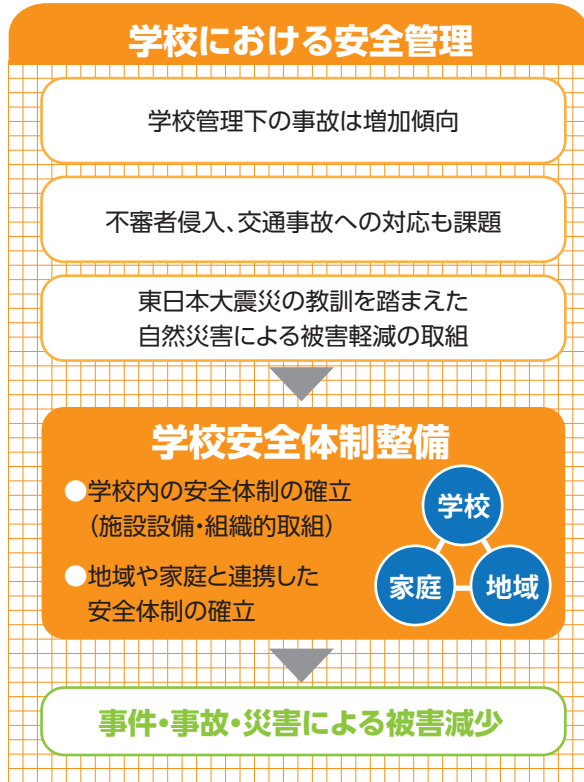 学校における安全管理
学校管理下の事故は増加傾向
不審者侵入、交通事故への対応も課題
東日本大震災の教訓を踏まえた
自然災害による被害軽減の取組
学校安全体制整備
●学校内の安全体制の確立
（施設設備・組織的取組）
●地域や家庭と連携した
安全体制の確立
学校
家庭
地域
事件・事故・災害による被害減少